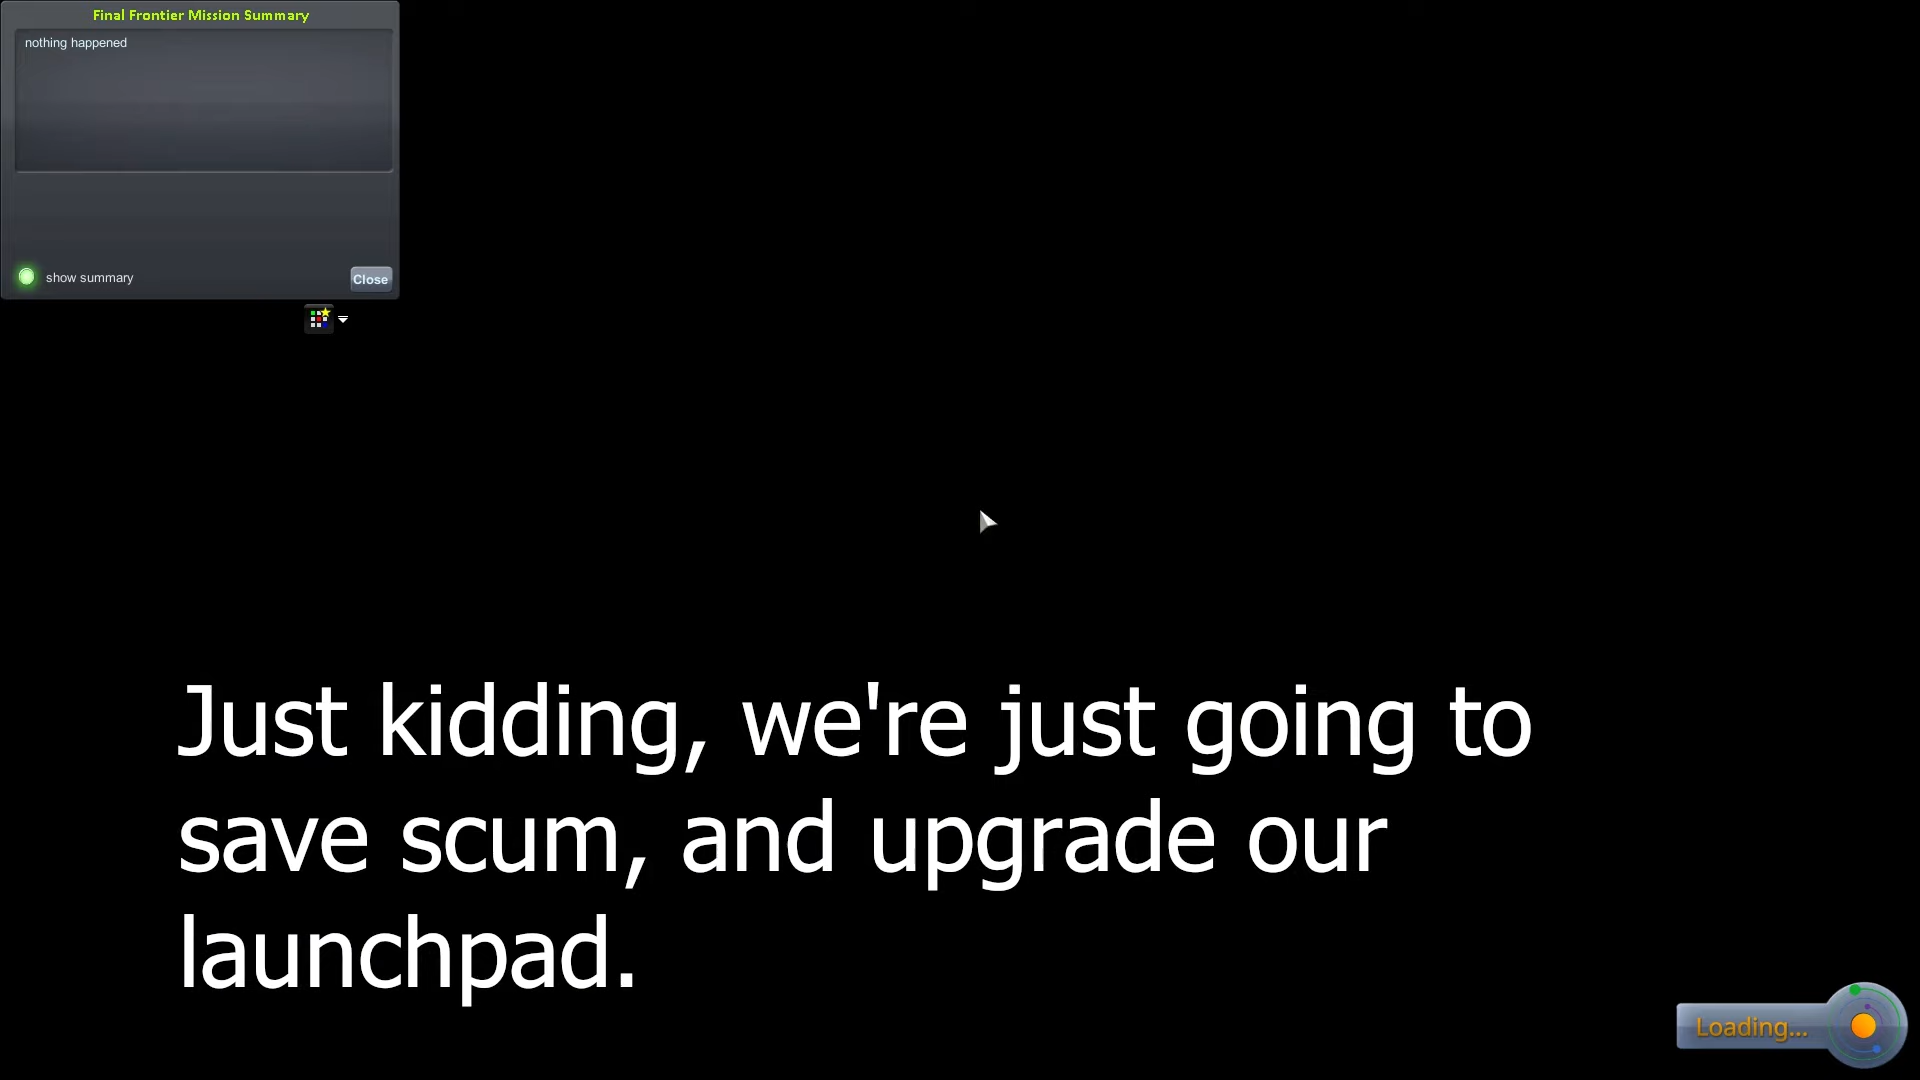 Final Frontier Mission Summary
nothing happened
show summary
Close
Just kidding, we're just going to
save scum, and upgrade our
launchpad.
Loading...